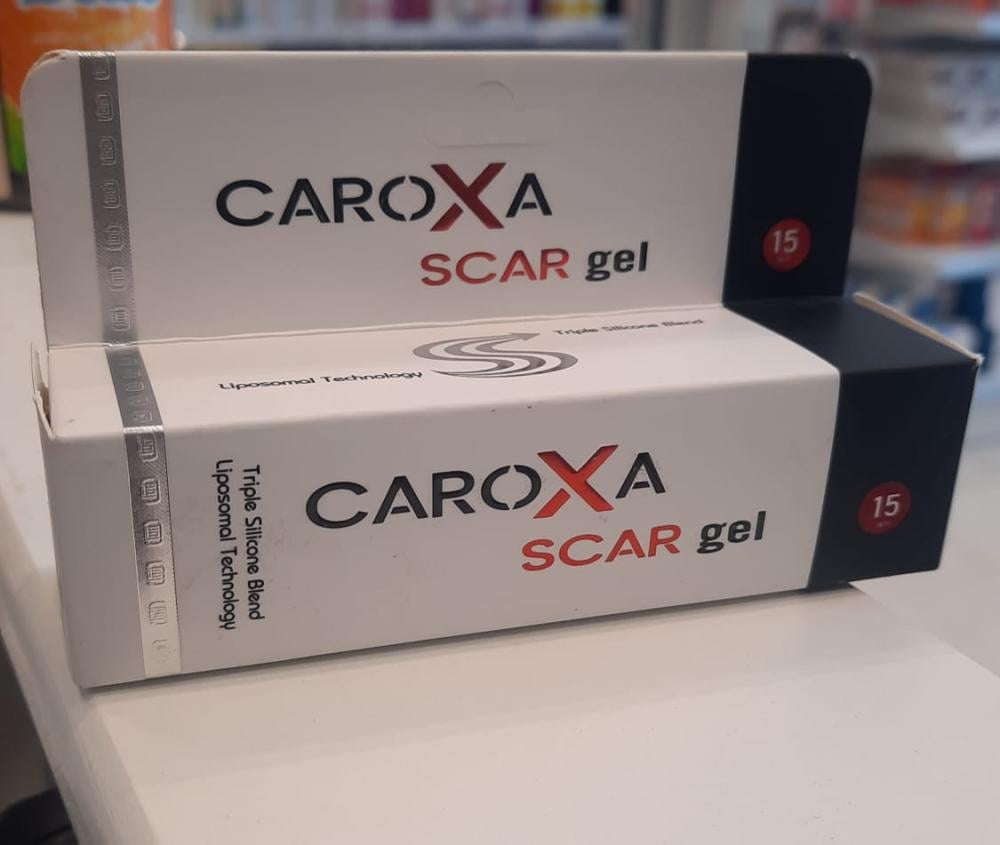 CAROXA
SCAR gel
15
Triple Silicone Blend
Liposomal Technology
Triple Silicone Blend
Liposomal Technology
CAROXA
SCAR gel
15